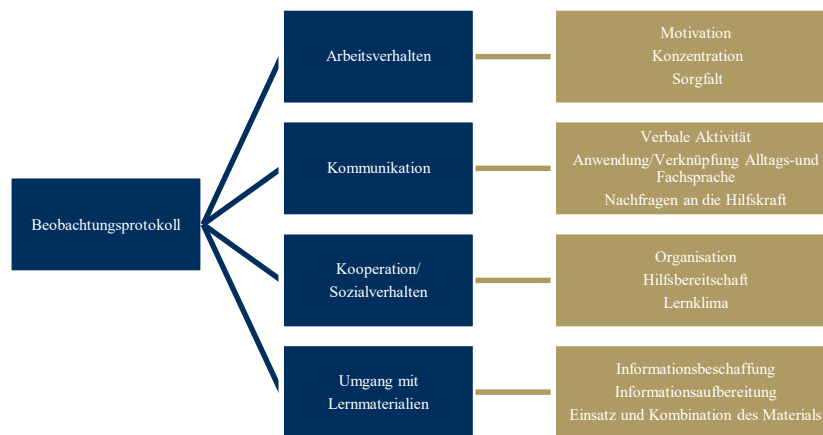 Beobachtungsprotokoll
Arbeitsverhalten
Motivation
Konzentration
Sorgfalt
Kommunikation
Verbale Aktivität
Anwendung/Verknüpfung Alltags-und
Fachsprache
Nachfragen an die Hilfskraft
Kooperation/
Sozialverhalten
Organisation
Hilfsbereitschaft
Lernklima
Umgang mit
Lernmaterialien
Informationsbeschaffung
Informationsaufbereitung
Einsatz und Kombination des Materials